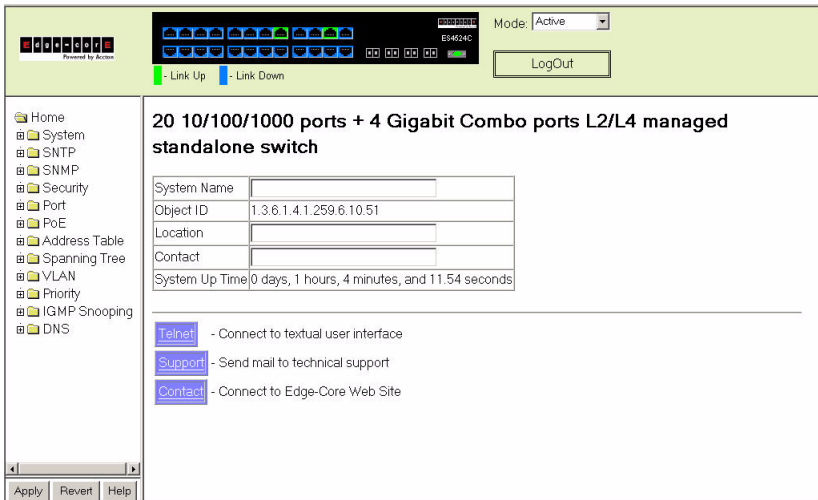 Edge-corE
Powered by Accton
ES4524C
Mode: Active
LogOut
- Link Up
- Link Down
Home
System
SNTP
SNMP
Security
Port
PoE
Address Table
Spanning Tree
VLAN
Priority
IGMP Snooping
DNS
Apply
Revert
Help
20 10/100/1000 ports + 4 Gigabit Combo ports L2/L4 managed
standalone switch
System Name
Object ID 1.3.6.1.4.1.259.6.10.51
Location
Contact
System Up Time 0 days, 1 hours, 4 minutes, and 11.54 seconds
Telnet - Connect to textual user interface
Support - Send mail to technical support
Contact - Connect to Edge-Core Web Site